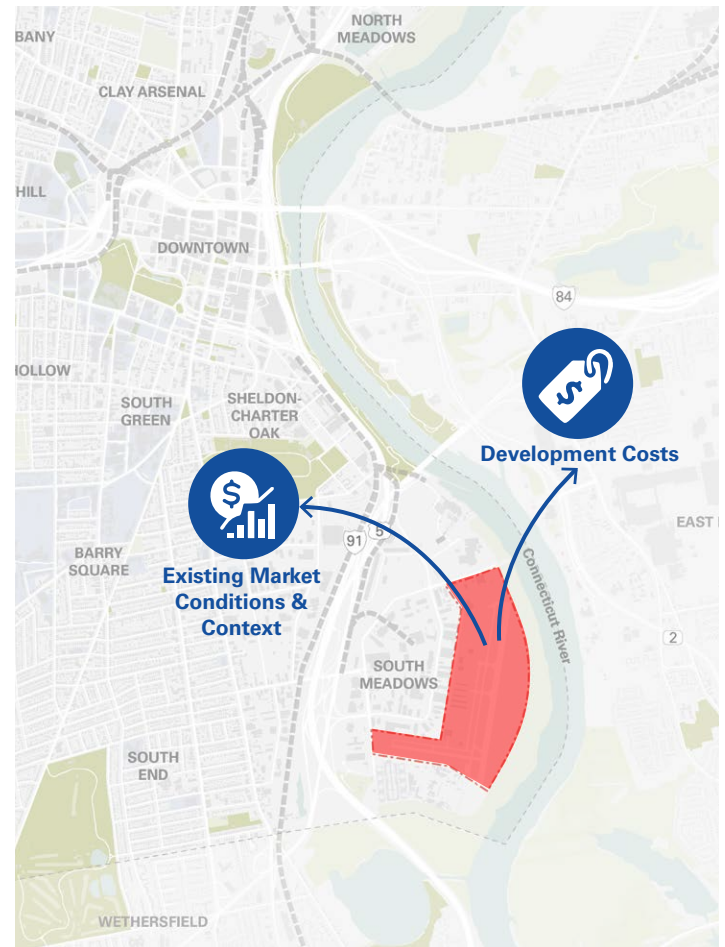 NORTH
MEADOWS
BANY
CLAY ARSENAL
HILL
DOWNTOWN
84
HOLLOW
SOUTH
GREEN
SHELDON-
CHARTER
OAK
$
Development Costs
$
EAST
91
5
BARRY
SQUARE
Existing Market
Conditions &
Context
Connecticut River
2
SOUTH
MEADOWS
SOUTH
END
WETHERSFIELD